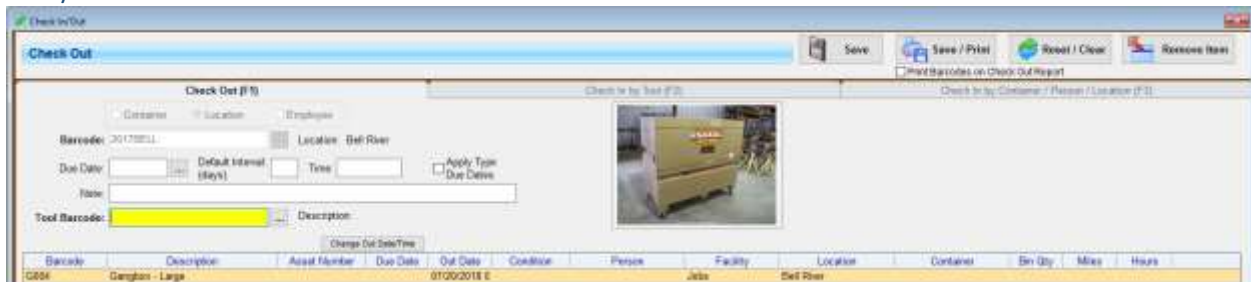 Check In/Out
Check Out
Save
Save / Print
Reset / Clear
Remove Item
Print Barcodes on Check Out Report
Check Out (F1)
Check In by Tool (F2)
Check In by Container / Person / Location (F3)
Container
Location
Employee
Barcode:
Location: Bell River
Due Date:
Default Interval (days)
Time
Apply Type Due Dates
Note
Tool Barcode:
Description:
Change Out Date/Time
Barcode Description Asset Number Due Date Out Date Condition Person Facility Location Container Bin Qty Miles Hours
G004 Gangbox - Large 07/20/2018 Jobs Bell River